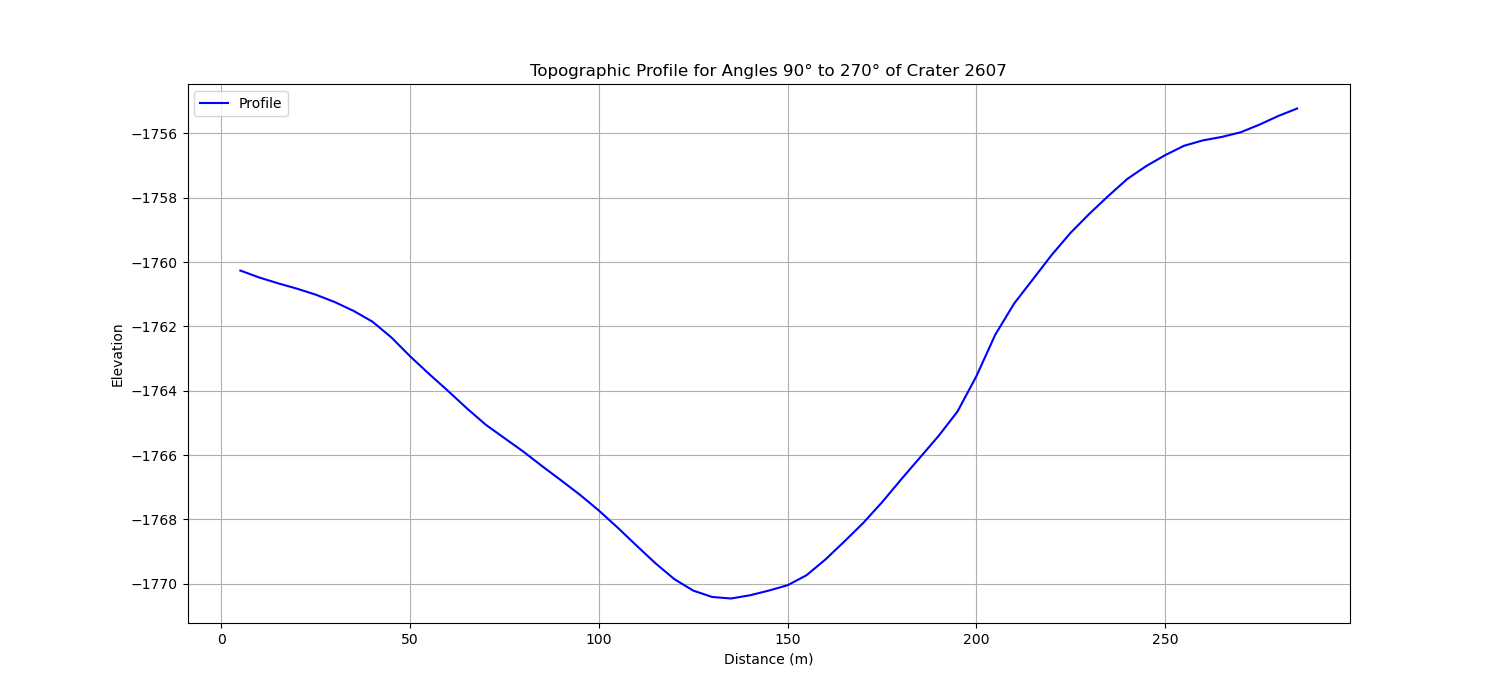 Topographic Profile for Angles 90° to 270° of Crater 2607
Profile
−1756
−1758
−1760
−1762
−1764
−1766
−1768
−1770
Elevation
0 50 100 150 200 250
Distance (m)